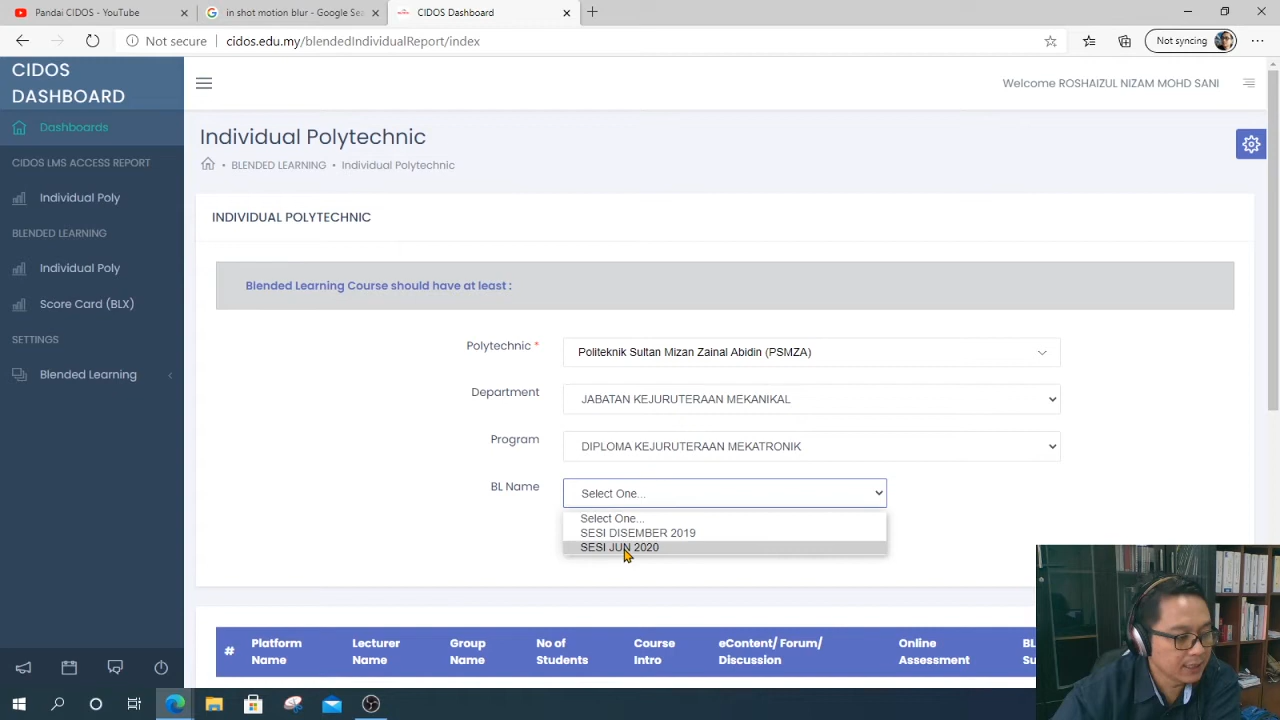 Pandai CDI - YouTube
in shot motion blur - Google Sea
CIDOS Dashboard
Not secure
cidos.edu.my/blendedIndividualReport/index
Not syncing
CIDOS
DASHBOARD
Welcome ROSHAIZUL NIZAM MOHD SANI
Dashboards
CIDOS LMS ACCESS REPORT
Individual Poly
BLENDED LEARNING
Individual Poly
Score Card (BLX)
SETTINGS
Blended Learning
Individual Polytechnic
BLENDED LEARNING • Individual Polytechnic
INDIVIDUAL POLYTECHNIC
Blended Learning Course should have at least :
Polytechnic *
Politeknik Sultan Mizan Zainal Abidin (PSMZA)
Department
JABATAN KEJURUTERAAN MEKANIKAL
Program
DIPLOMA KEJURUTERAAN MEKATRONIK
BL Name
Select One...
Select One...
SESI DISEMBER 2019
SESI JUN 2020
# Platform Name
Lecturer Name
Group Name
No of Students
Course Intro
eContent/ Forum/ Discussion
Online Assessment
BL